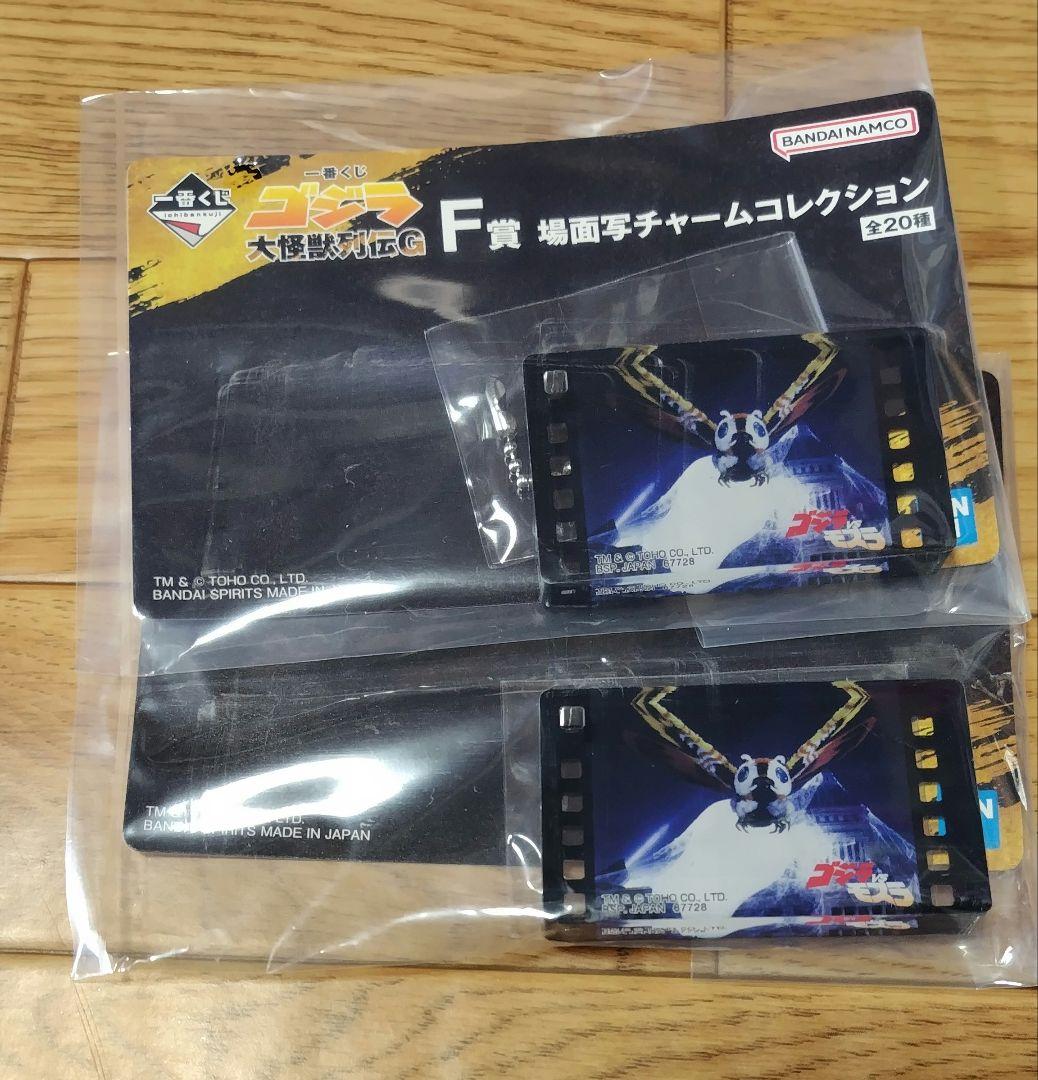 一番くじ
ichibankuji
一番くじ
ゴジラ
大怪獣列伝G
F賞 場面写チャームコレクション
全20種
BANDAI NAMCO
ゴジラ
VS
モスラ
TM & © TOHO CO., LTD.
BSP, JAPAN 67728
TM & © TOHO CO., LTD.
BANDAI SPIRITS MADE IN
ゴジラ
VS
モスラ
TM & © TOHO CO., LTD.
BSP, JAPAN 67728
LTD.
SPIRITS MADE IN JAPAN